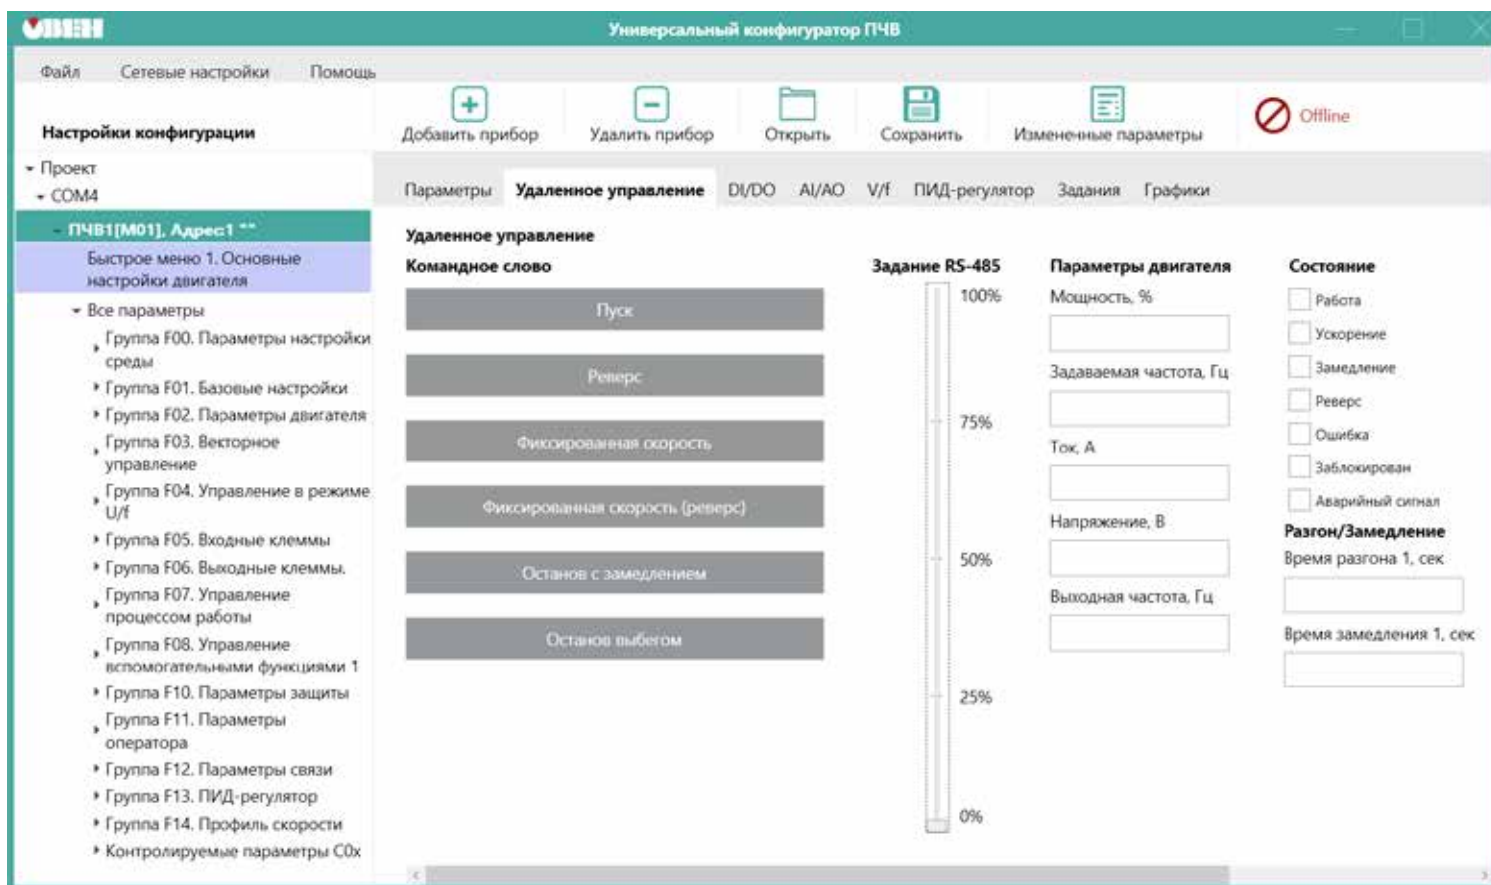 ОВЕН
Универсальный конфигуратор ПЧВ
Файл Сетевые настройки Помощь
Настройки конфигурации
Добавить прибор Удалить прибор Открыть Сохранить Измененные параметры Offline
Проект
COM4
ПЧВ1[M01], Адрес:1 **
Быстрое меню 1. Основные
настройки двигателя
Все параметры
Группа F00. Параметры настройки
среды
Группа F01. Базовые настройки
Группа F02. Параметры двигателя
Группа F03. Векторное
управление
Группа F04. Управление в режиме
U/f
Группа F05. Входные клеммы
Группа F06. Выходные клеммы.
Группа F07. Управление
процессом работы
Группа F08. Управление
вспомогательными функциями 1
Группа F10. Параметры защиты
Группа F11. Параметры
оператора
Группа F12. Параметры связи
Группа F13. ПИД-регулятор
Группа F14. Профиль скорости
Контролируемые параметры C0x
Параметры Удаленное управление DI/DO AI/AO V/f ПИД-регулятор Задания Графики
Удаленное управление
Командное слово
Пуск
Реверс
Фиксированная скорость
Фиксированная скорость (реверс)
Останов с замедлением
Останов выбегом
Задание RS-485
100%
75%
50%
25%
0%
Параметры двигателя
Мощность, %
Задаваемая частота, Гц
Ток, А
Напряжение, В
Выходная частота, Гц
Состояние
Работа
Ускорение
Замедление
Реверс
Ошибка
Заблокирован
Аварийный сигнал
Разгон/Замедление
Время разгона 1, сек
Время замедления 1, сек